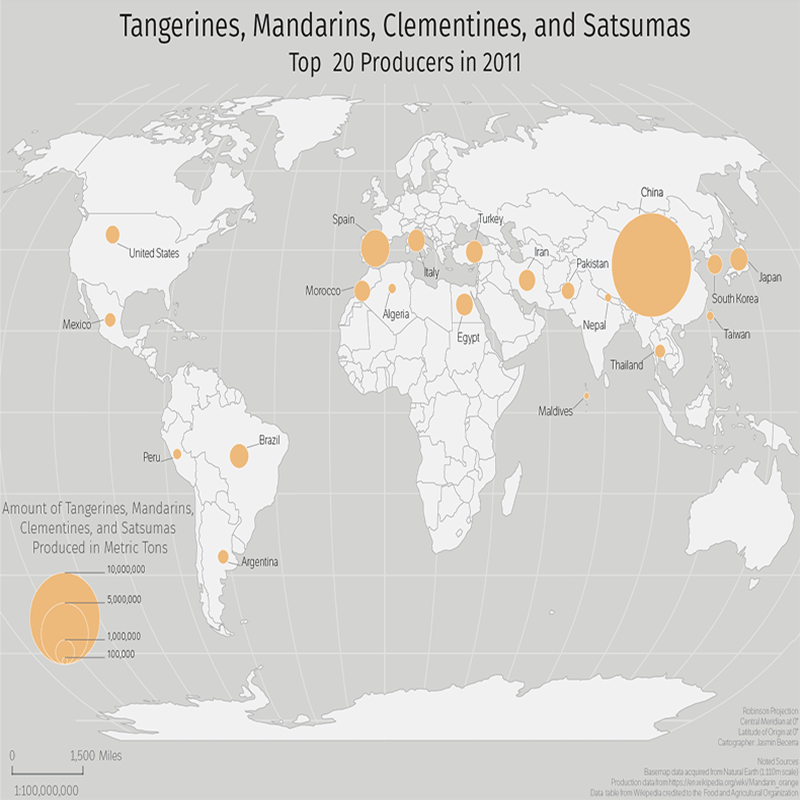 Tangerines, Mandarins, Clementines, and Satsumas
Top 20 Producers in 2011
China
Spain
Turkey
United States
Italy
Iran
Pakistan
Japan
Morocco
Algeria
South Korea
Mexico
Egypt
Nepal
Taiwan
Thailand
Maldives
Brazil
Peru
Argentina
Amount of Tangerines, Mandarins,
Clementines, and Satsumas
Produced in Metric Tons
10,000,000
5,000,000
1,000,000
100,000
0 1,500 Miles
1:100,000,000
Robinson Projection
Central Meridian at 0°
Latitude of Origin at 0°
Cartographer: Jasmin Becerra
Noted Sources
Basemap data acquired from Natural Earth (1:110m scale)
Production data from https://en.wikipedia.org/wiki/Mandarin_orange
Data table from Wikipedia credited to the Food and Agricultural Organization